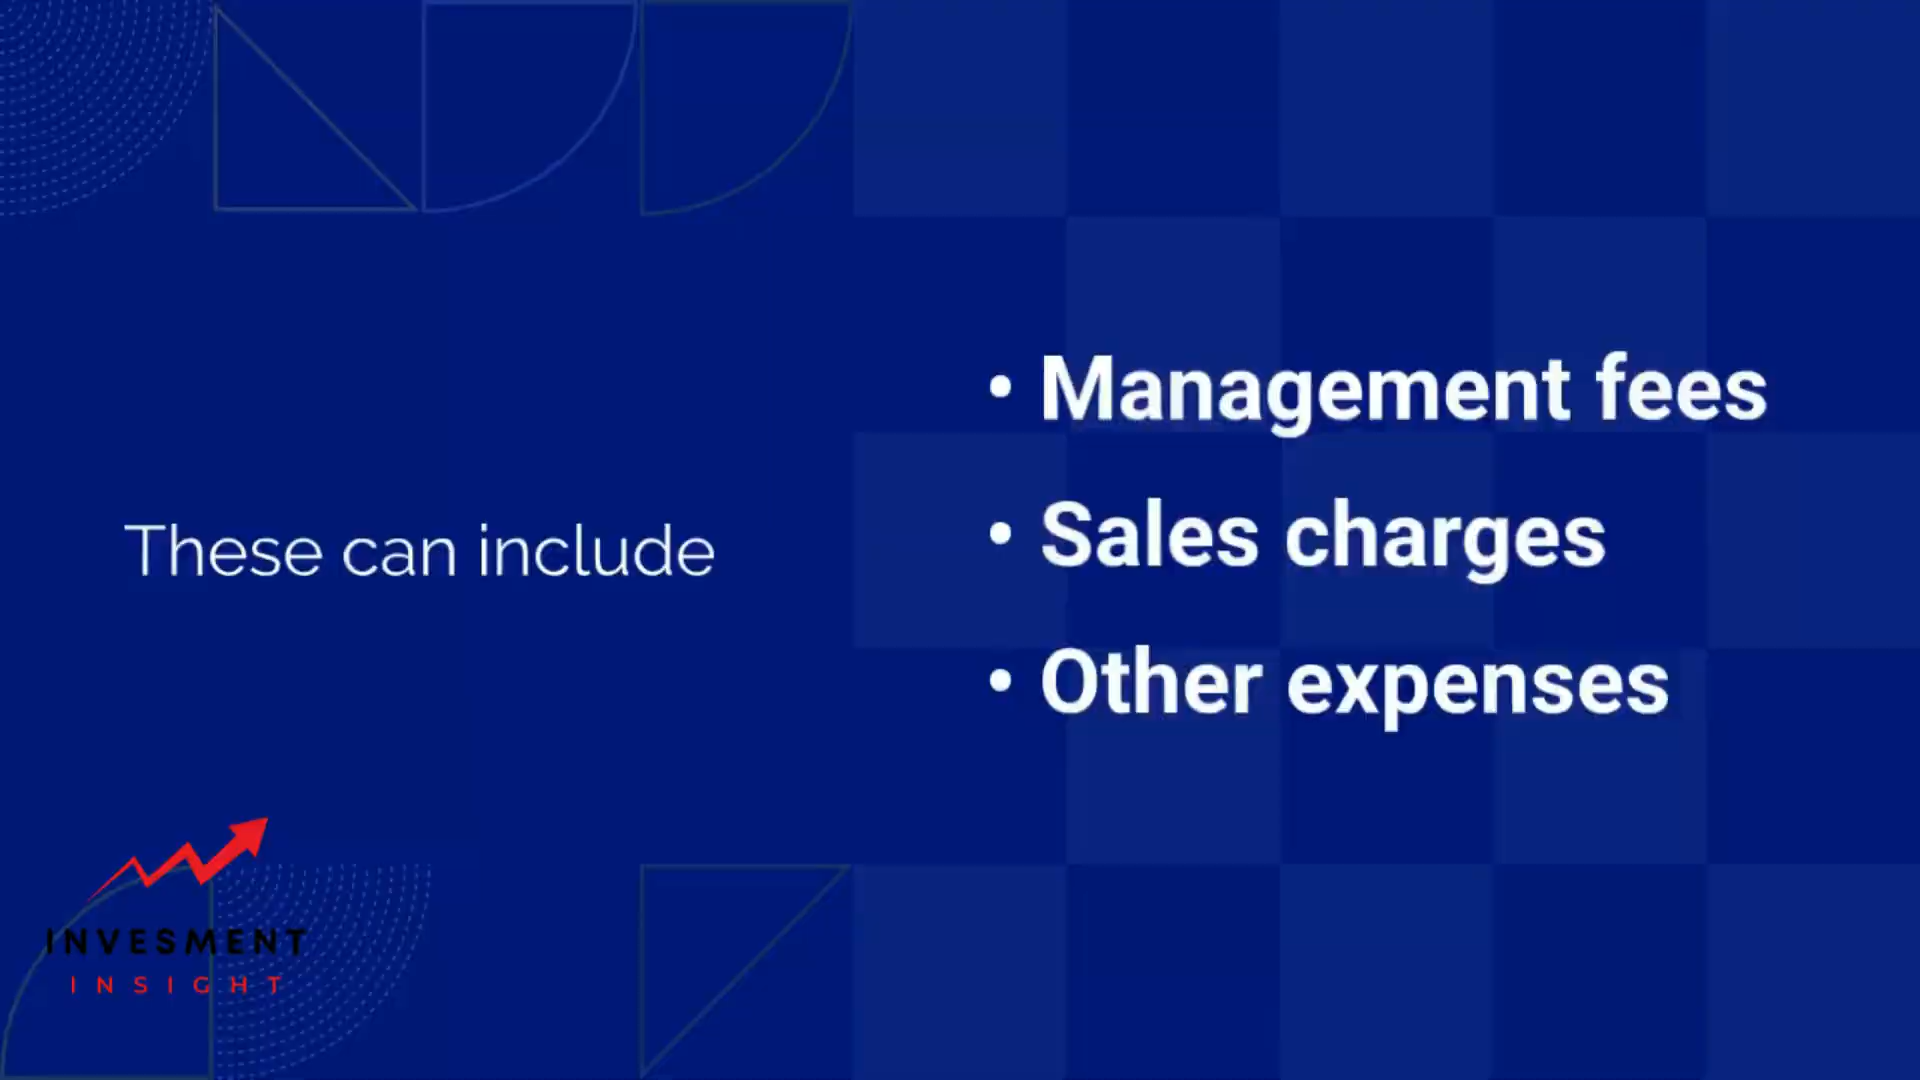 These can include
• Management fees
• Sales charges
• Other expenses
INVESMENT
INSIGHT